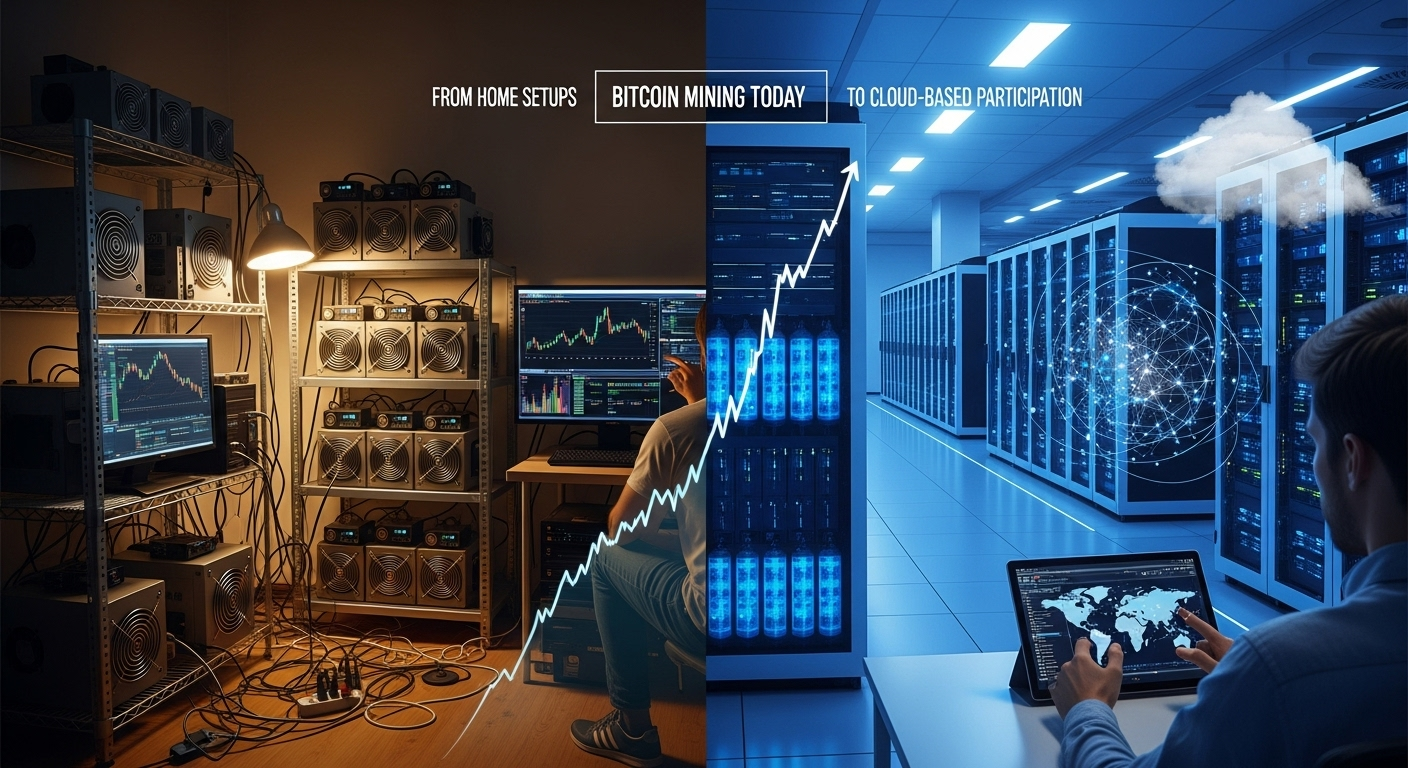 FROM HOME SETUPS BITCOIN MINING TODAY TO CLOUD-BASED PARTICIPATION